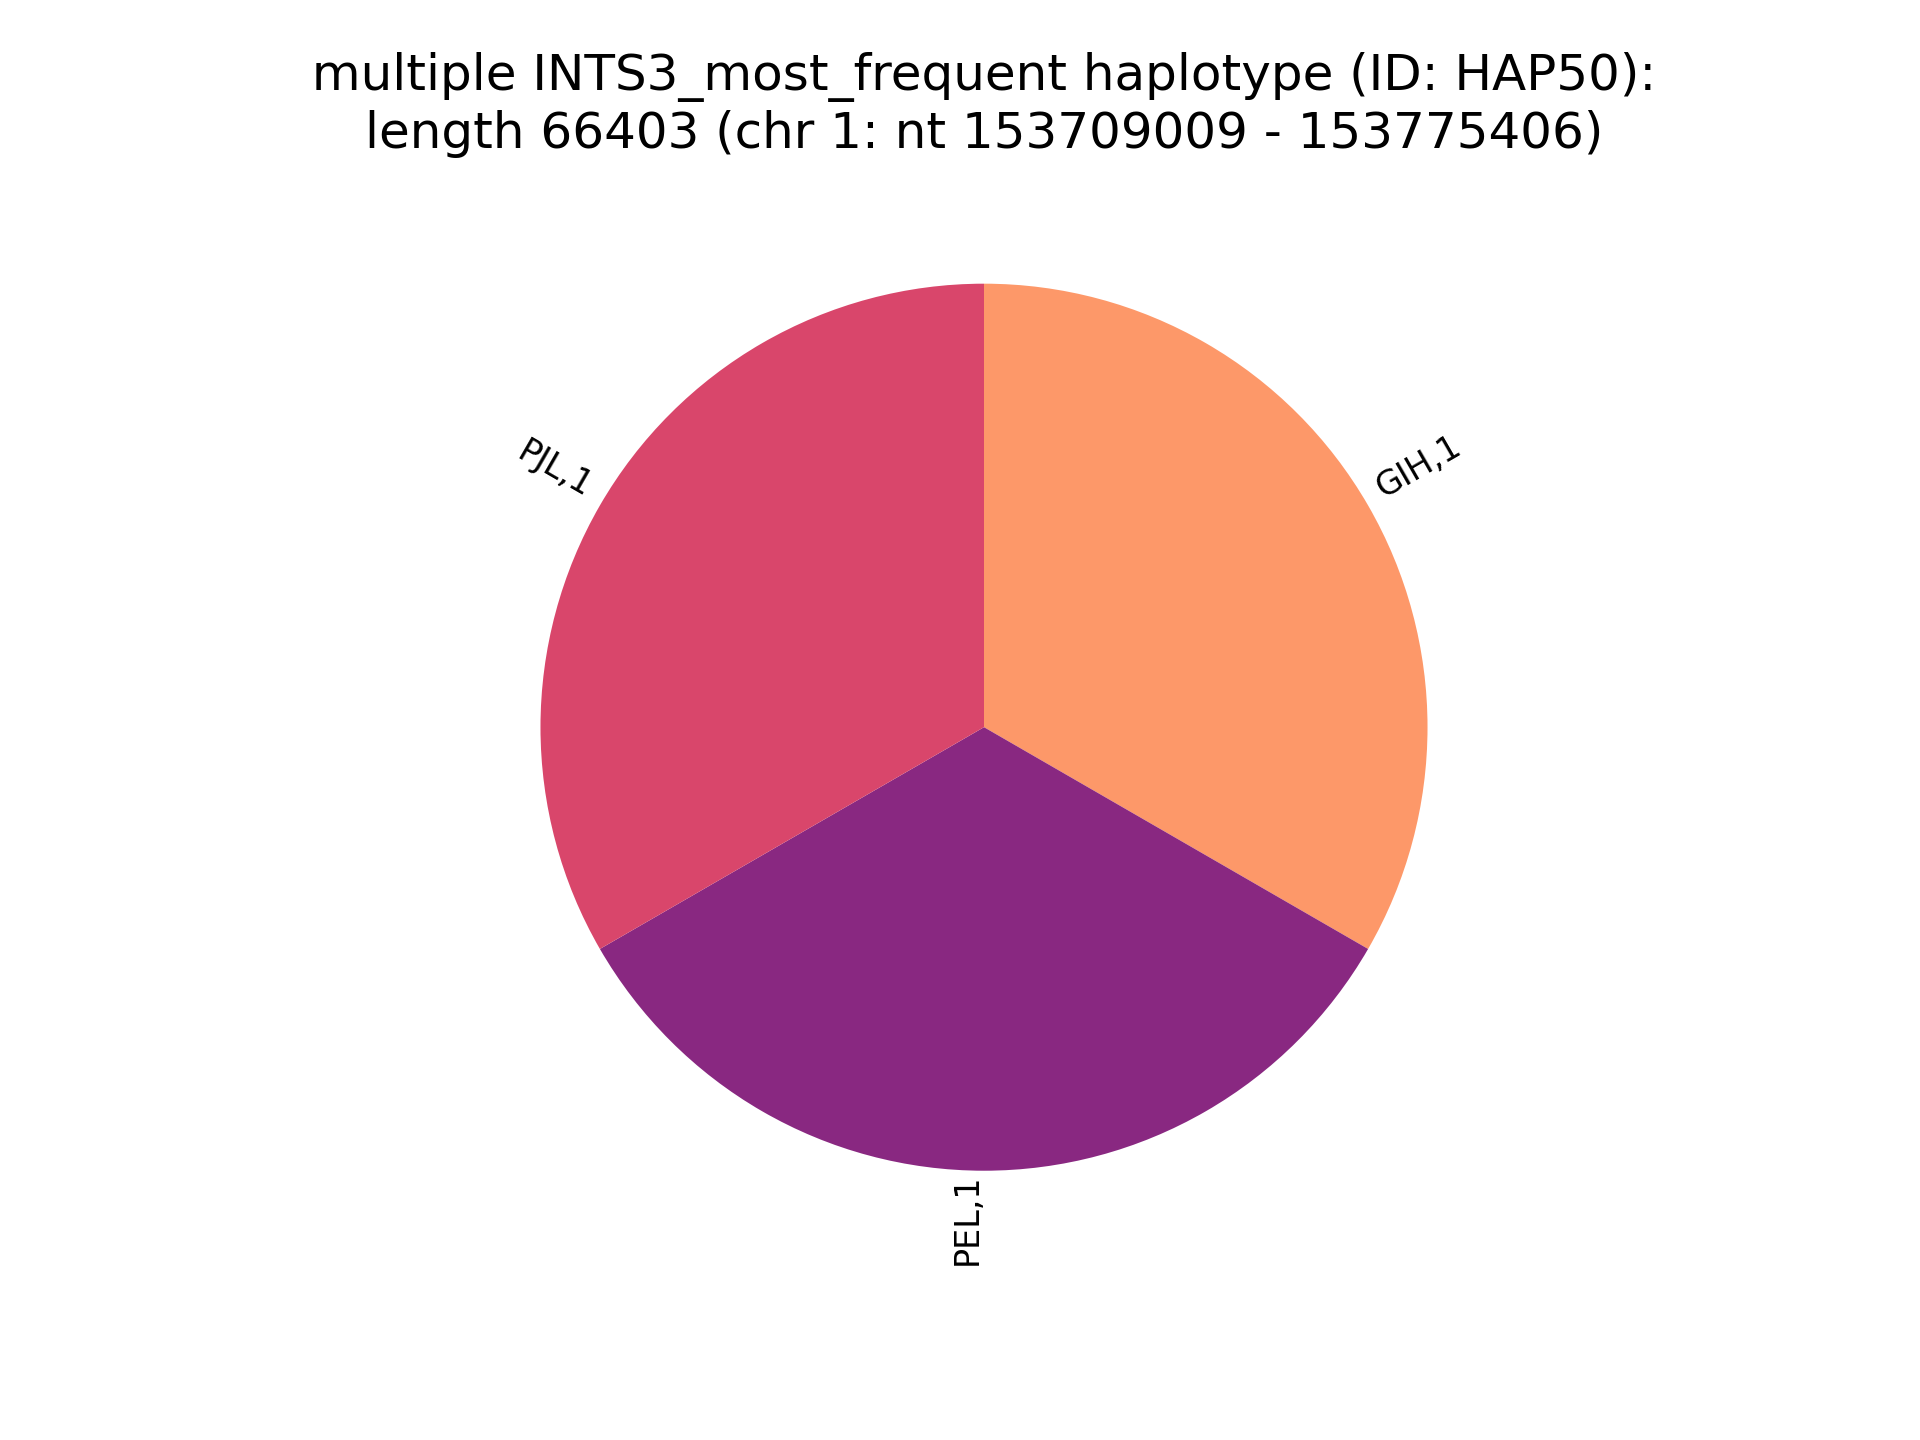 multiple INTS3_most_frequent haplotype (ID: HAP50):
length 66403 (chr 1: nt 153709009 - 153775406)
PJL,1
GIH,1
PEL,1